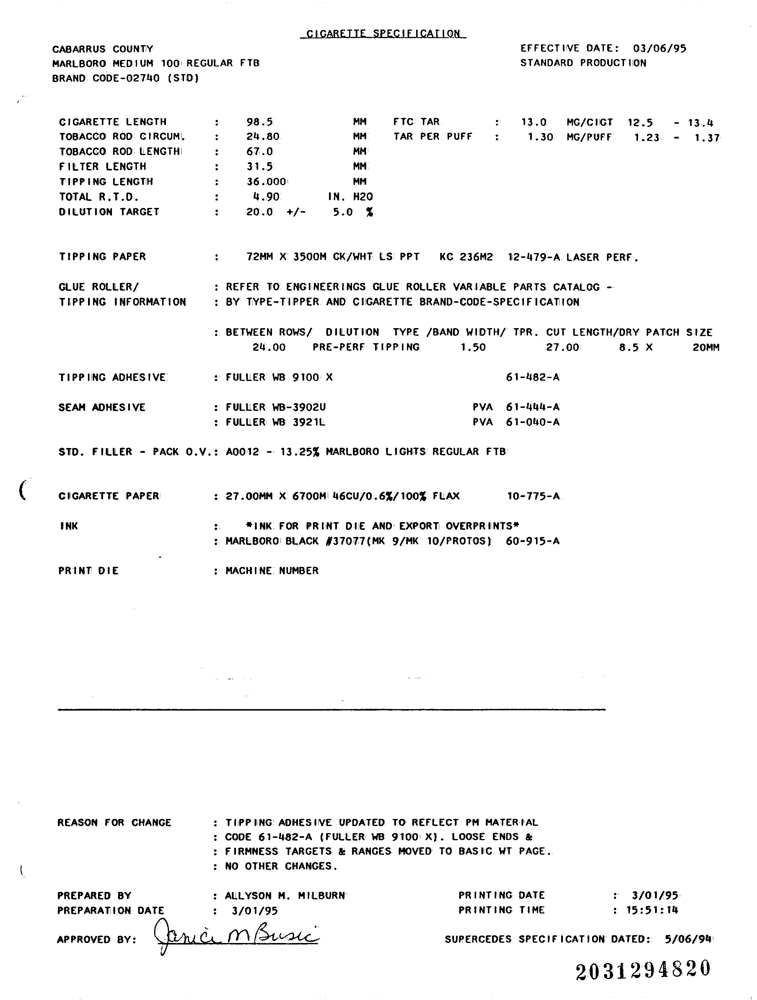 CIGARETTE SPECIFICATION
CABARRUS COUNTY EFFECTIVE DATE: 03/06/95
MARLBORO MEDIUM 100 REGULAR FTB STANDARD PRODUCTION
BRAND CODE-02740 (STD)
CIGARETTE LENGTH : 98.5 MM FTC TAR : 13.0 MG/CIGT 12.5 - 13.4
TOBACCO ROD CIRCUM. : 24.80 MM TAR PER PUFF : 1.30 MG/PUFF 1.23 - 1.37
TOBACCO ROD LENGTH : 67.0 MM
FILTER LENGTH : 31.5 MM
TIPPING LENGTH : 36.000 MM
TOTAL R.T.D. : 4.90 IN. H2O
DILUTION TARGET : 20.0 +/- 5.0 %
TIPPING PAPER : 72MM X 3500M CK/WHT LS PPT KC 236M2 12-479-A LASER PERF.
GLUE ROLLER/ : REFER TO ENGINEERINGS GLUE ROLLER VARIABLE PARTS CATALOG -
TIPPING INFORMATION : BY TYPE-TIPPER AND CIGARETTE BRAND-CODE-SPECIFICATION
: BETWEEN ROWS/ DILUTION TYPE /BAND WIDTH/ TPR. CUT LENGTH/DRY PATCH SIZE
24.00 PRE-PERF TIPPING 1.50 27.00 8.5 X 20MM
TIPPING ADHESIVE : FULLER WB 9100 X 61-482-A
SEAM ADHESIVE : FULLER WB-3902U PVA 61-444-A
: FULLER WB 3921L PVA 61-040-A
STD. FILLER - PACK O.V.: A0012 - 13.25% MARLBORO LIGHTS REGULAR FTB
CIGARETTE PAPER : 27.00MM X 6700M 46CU/0.6%/100% FLAX 10-775-A
INK : *INK FOR PRINT DIE AND EXPORT OVERPRINTS*
: MARLBORO BLACK #37077(MK 9/MK 10/PROTOS) 60-915-A
PRINT DIE : MACHINE NUMBER
REASON FOR CHANGE : TIPPING ADHESIVE UPDATED TO REFLECT PM MATERIAL
: CODE 61-482-A (FULLER WB 9100 X). LOOSE ENDS &
: FIRMNESS TARGETS & RANGES MOVED TO BASIC WT PAGE.
: NO OTHER CHANGES.
PREPARED BY : ALLYSON M. MILBURN PRINTING DATE : 3/01/95
PREPARATION DATE : 3/01/95 PRINTING TIME : 15:51:14
APPROVED BY: Janice M Busic SUPERCEDES SPECIFICATION DATED: 5/06/94
2031294820